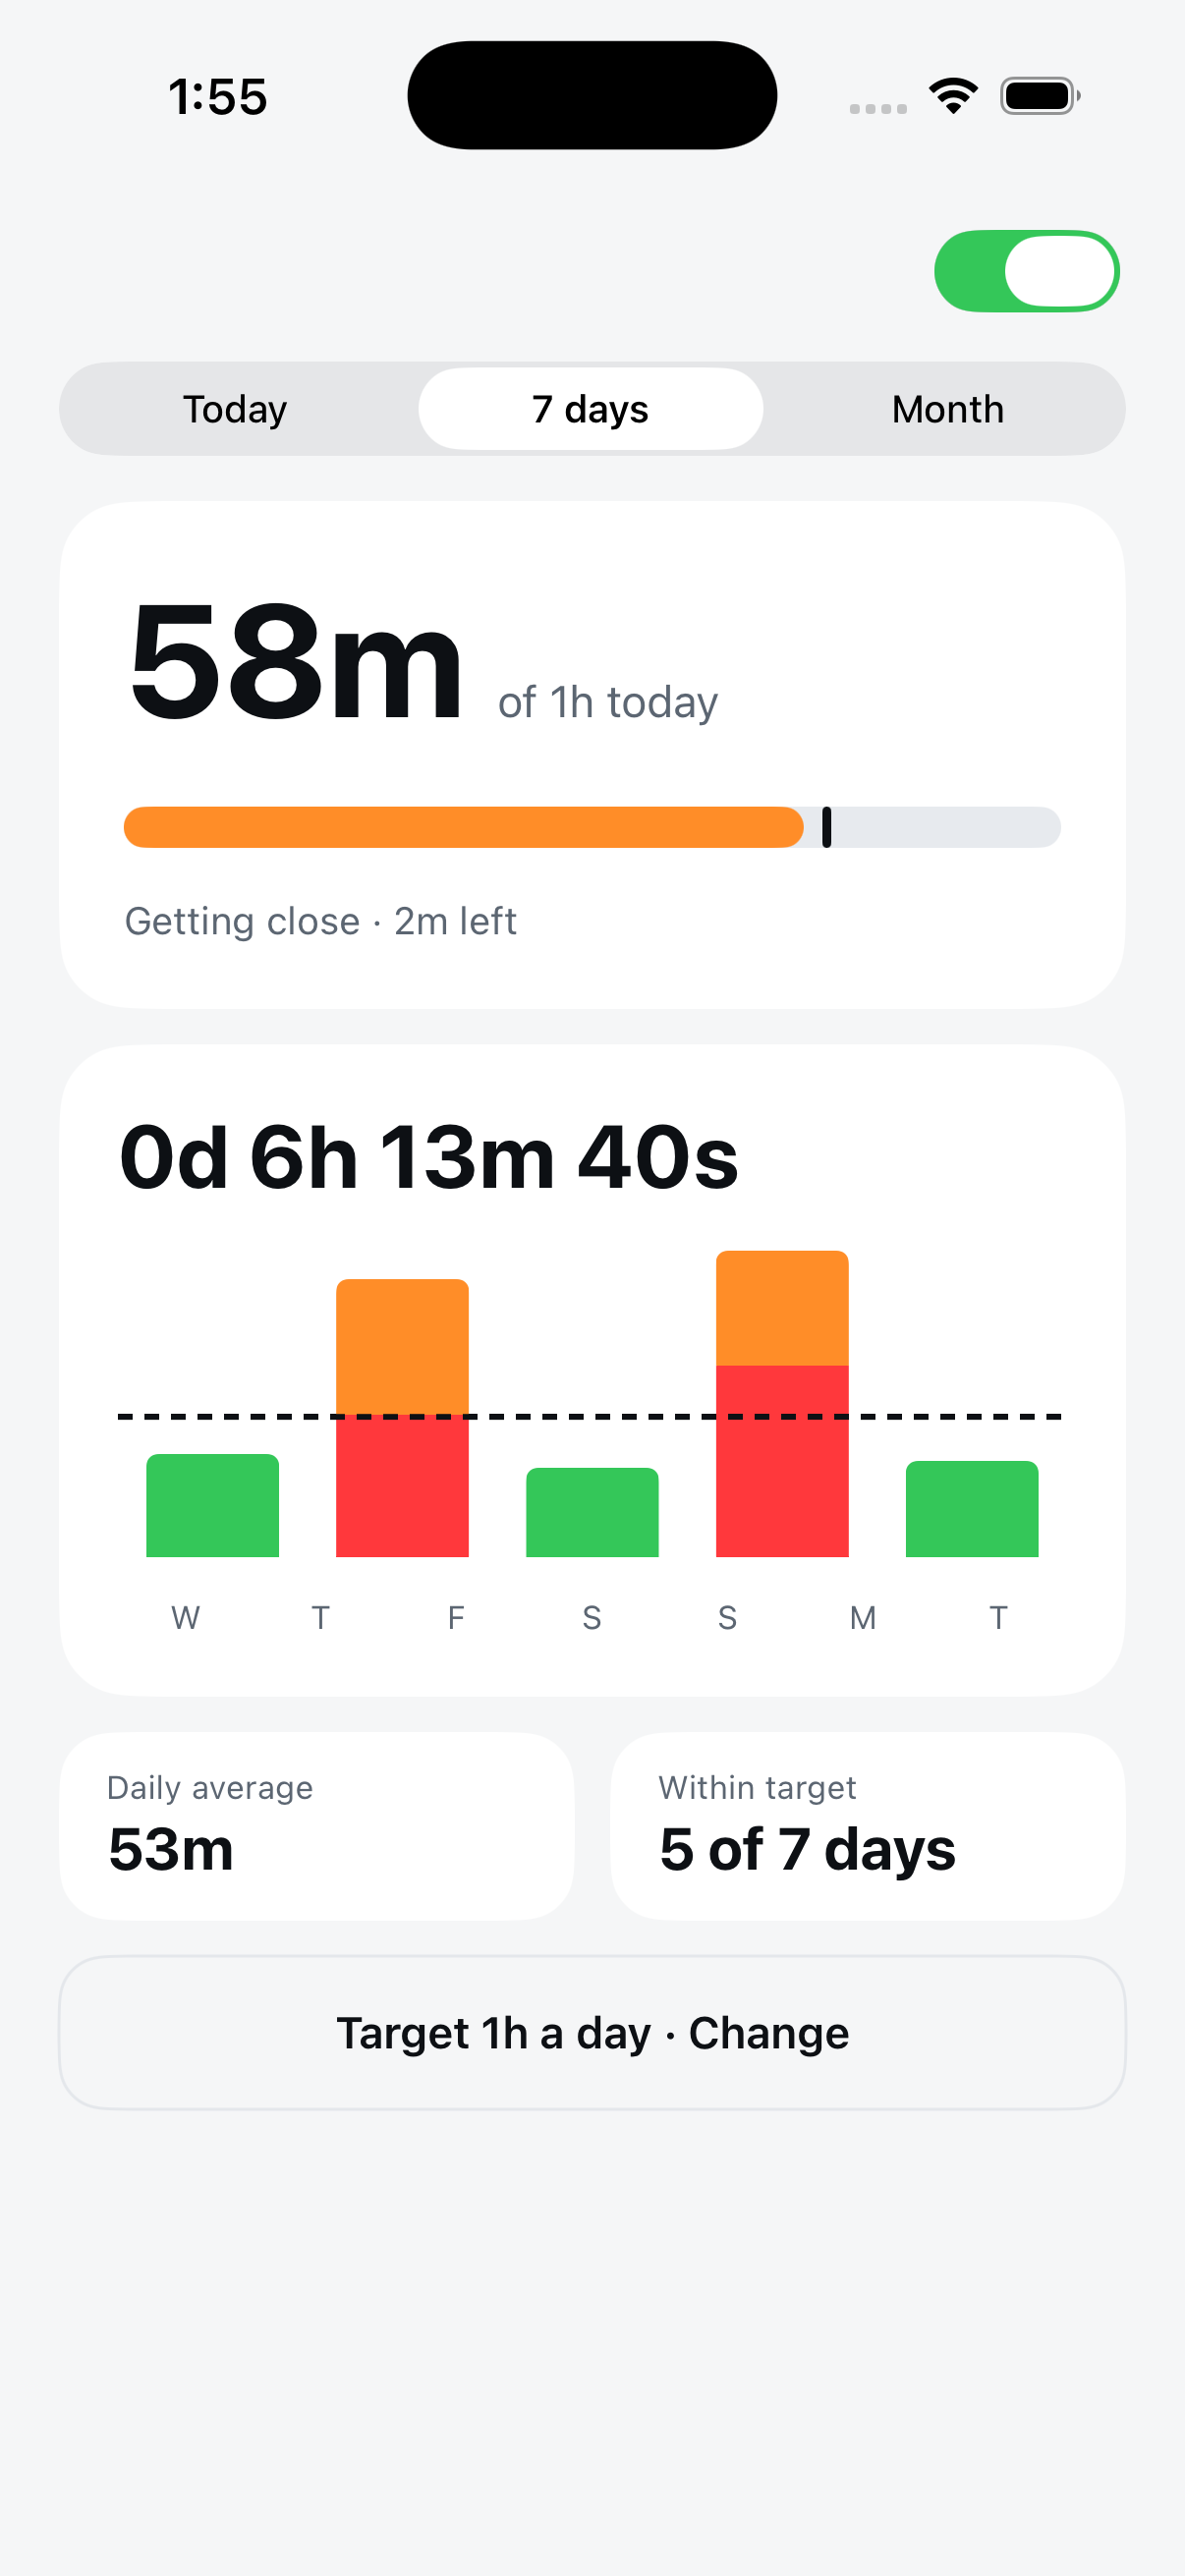 1:55
Today 7 days Month
58m of 1h today
Getting close · 2m left
0d 6h 13m 40s
W T F S S M T
Daily average Within target
53m 5 of 7 days
Target 1h a day · Change